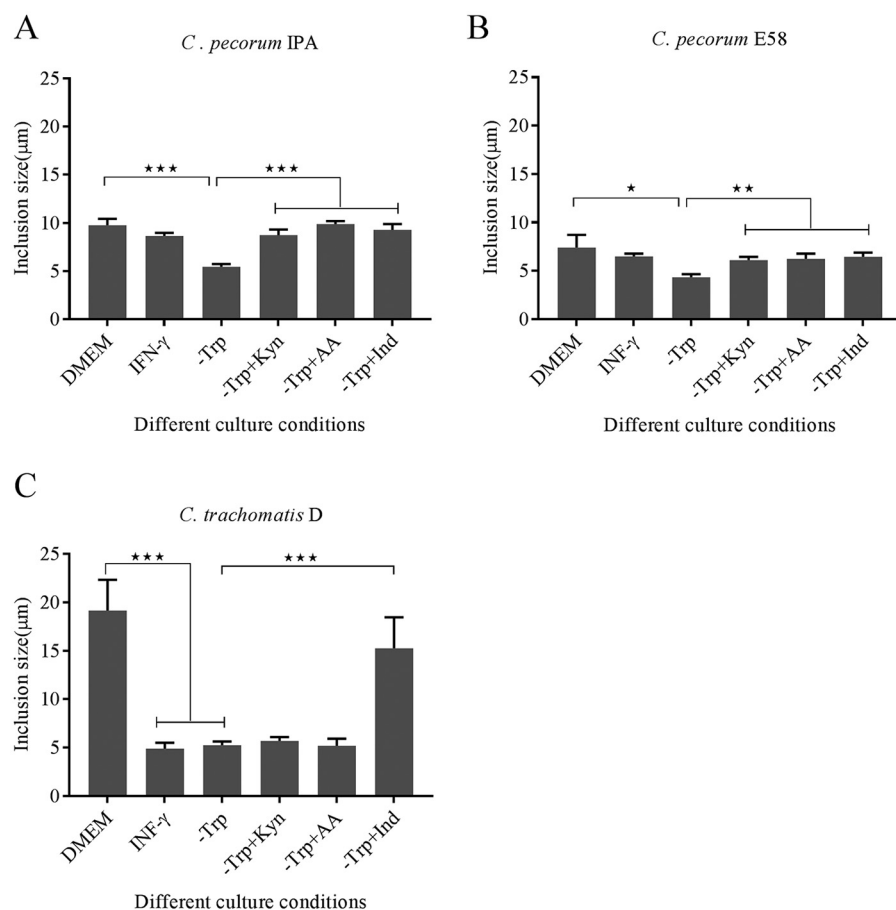 A
C . pecorum IPA
Inclusion size(μm)
25
20
15
10
5
0
★★★
★★★
DMEM
IFN-γ
-Trp
-Trp+Kyn
-Trp+AA
-Trp+Ind
Different culture conditions
B
C. pecorum E58
Inclusion size(μm)
25
20
15
10
5
0
★
★★
DMEM
INF-γ
-Trp
-Trp+Kyn
-Trp+AA
-Trp+Ind
Different culture conditions
C
C. trachomatis D
Inclusion size(μm)
25
20
15
10
5
0
★★★
★★★
DMEM
INF-γ
-Trp
-Trp+Kyn
-Trp+AA
-Trp+Ind
Different culture conditions